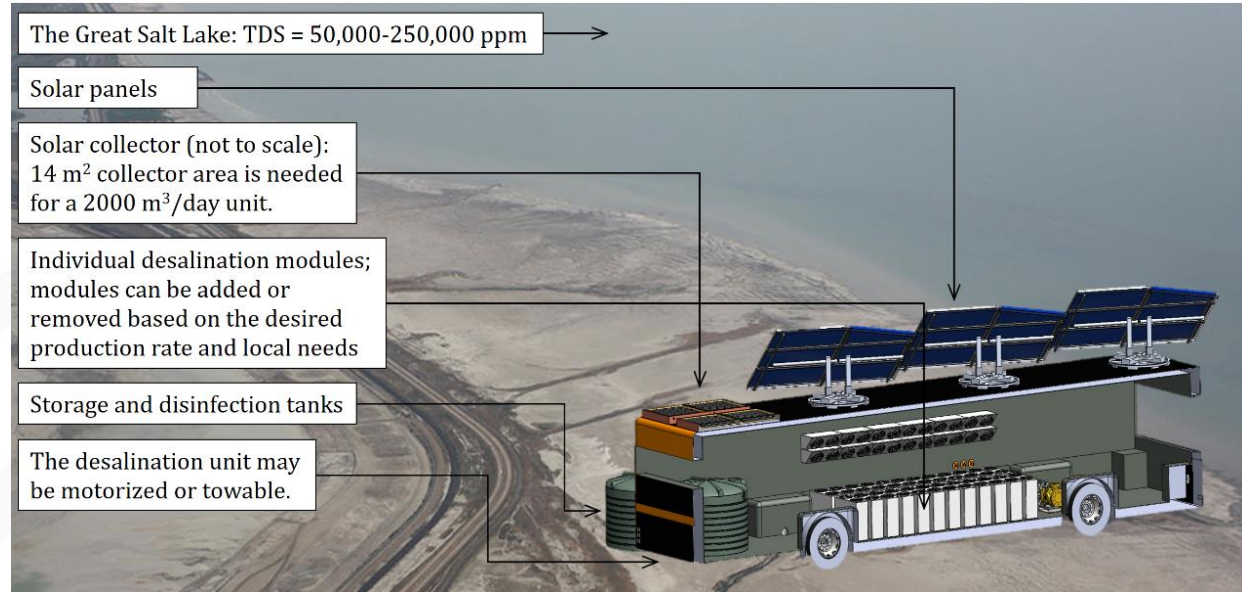 The Great Salt Lake: TDS = 50,000-250,000 ppm
Solar panels
Solar collector (not to scale):
14 m² collector area is needed
for a 2000 m³/day unit.
Individual desalination modules;
modules can be added or
removed based on the desired
production rate and local needs
Storage and disinfection tanks
The desalination unit may
be motorized or towable.